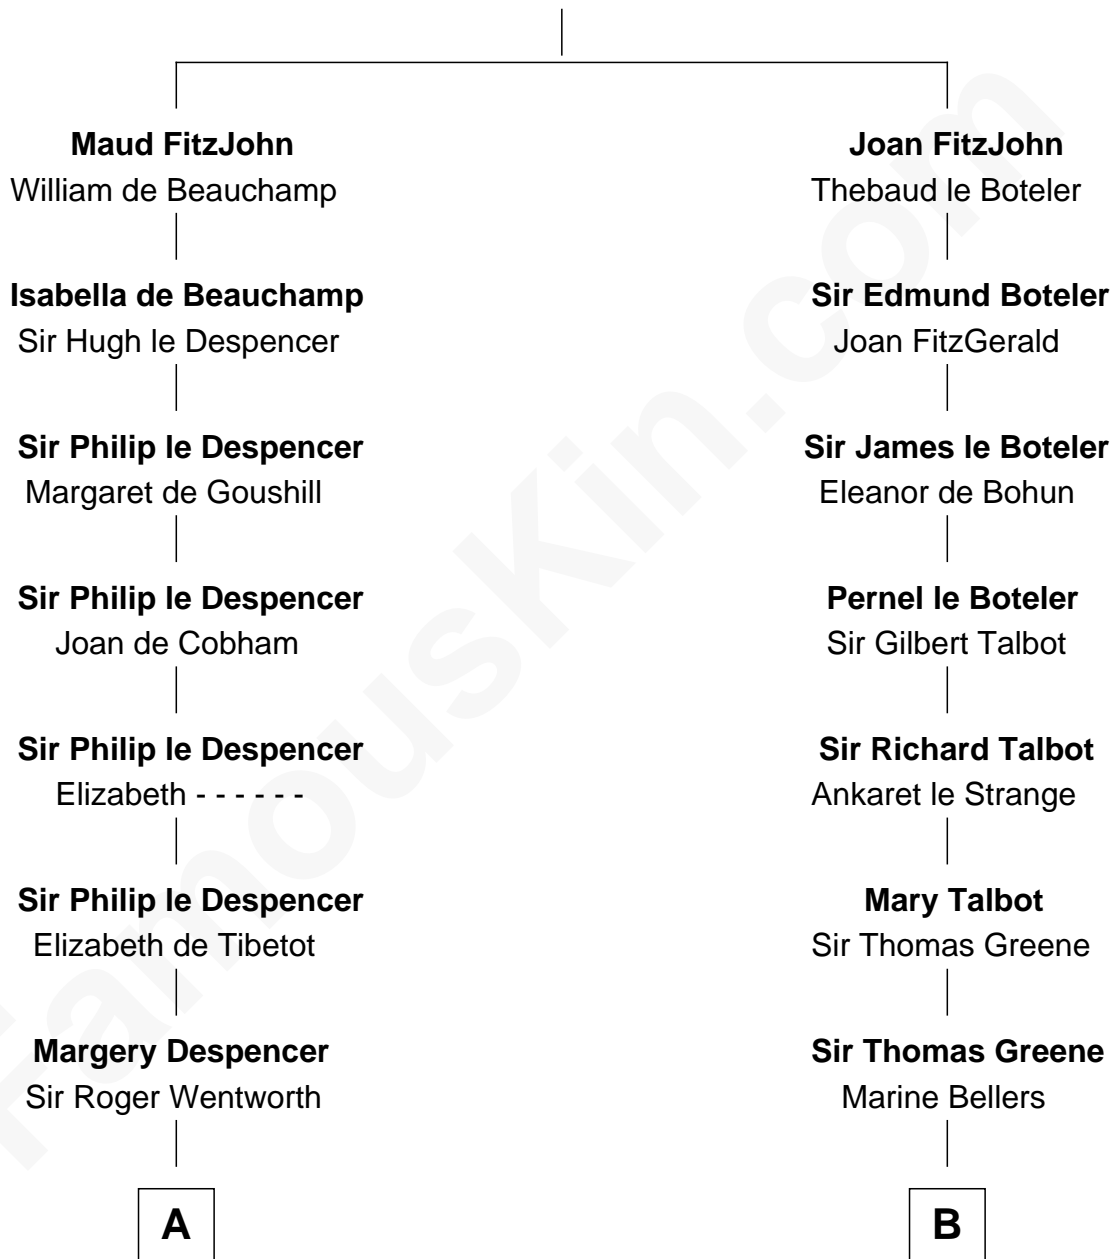 Maud FitzJohn
William de Beauchamp
Isabella de Beauchamp
Sir Hugh le Despencer
Sir Philip le Despencer
Margaret de Goushill
Sir Philip le Despencer
Joan de Cobham
Sir Philip le Despencer
Elizabeth - - - - - -
Sir Philip le Despencer
Elizabeth de Tibetot
Margery Despencer
Sir Roger Wentworth
A
Joan FitzJohn
Thebaud le Boteler
Sir Edmund Boteler
Joan FitzGerald
Sir James le Boteler
Eleanor de Bohun
Pernel le Boteler
Sir Gilbert Talbot
Sir Richard Talbot
Ankaret le Strange
Mary Talbot
Sir Thomas Greene
Sir Thomas Greene
Marine Bellers
B
FamousKin.com